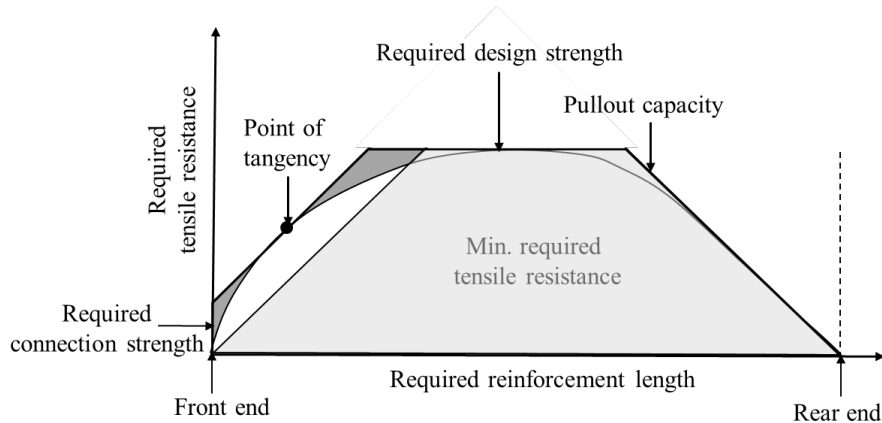 Required design strength
Pullout capacity
Point of
tangency
Required
tensile resistance
Min. required
tensile resistance
Required
connection strength
Required reinforcement length
Front end
Rear end